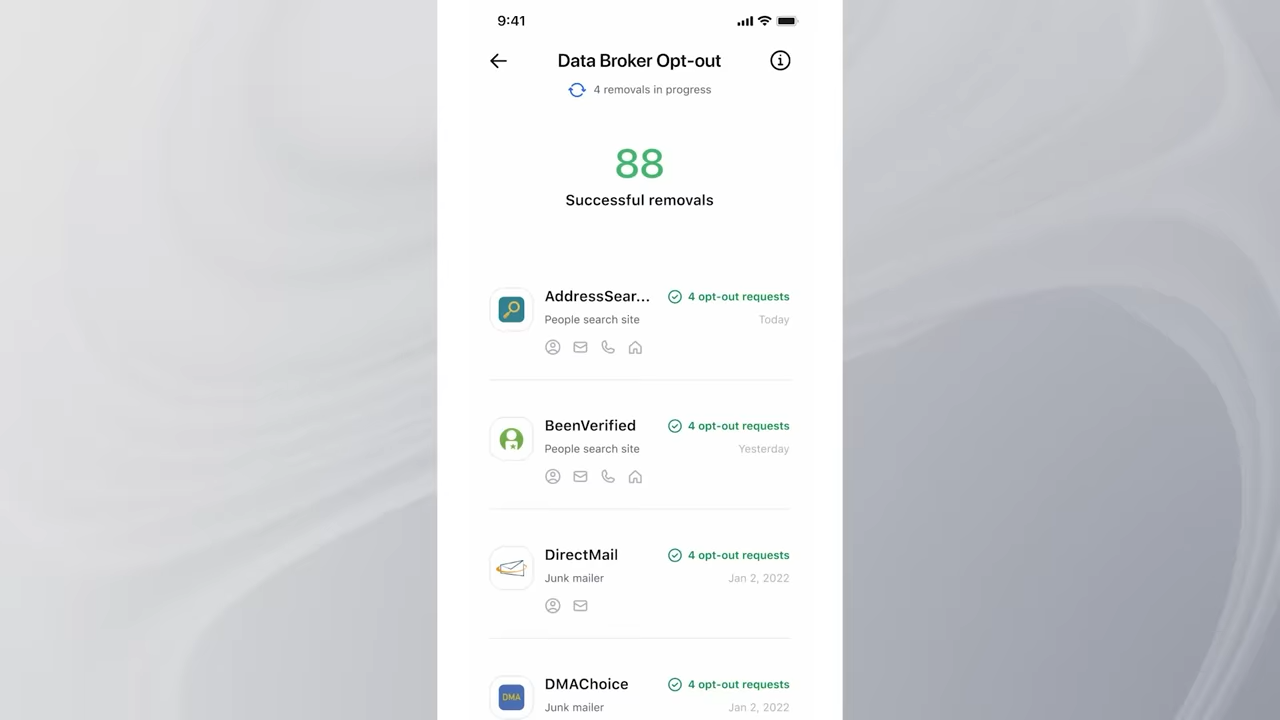 9:41
Data Broker Opt-out
4 removals in progress
88
Successful removals
AddressSear... 4 opt-out requests
People search site Today
BeenVerified 4 opt-out requests
People search site Yesterday
DirectMail 4 opt-out requests
Junk mailer Jan 2, 2022
DMA DMAChoice 4 opt-out requests
Junk mailer Jan 2, 2022